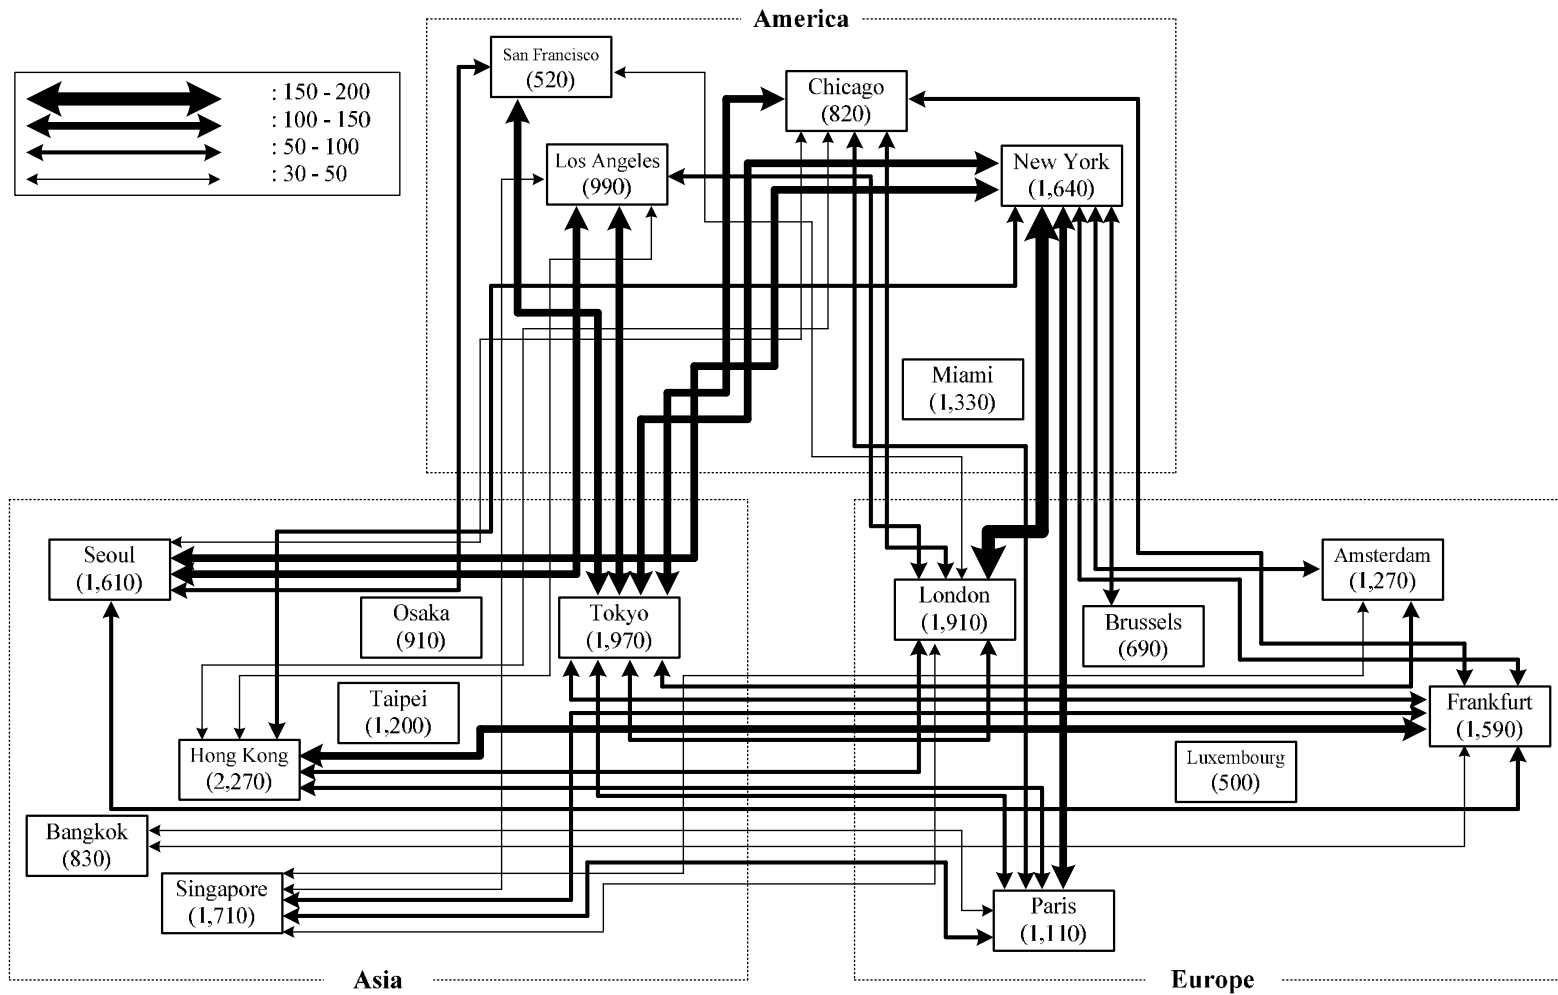 America
San Francisco
(520)
Chicago
(820)
: 150 - 200
: 100 - 150
: 50 - 100
: 30 - 50
Los Angeles
(990)
New York
(1,640)
Miami
(1,330)
Seoul
(1,610)
Osaka
(910)
Tokyo
(1,970)
London
(1,910)
Amsterdam
(1,270)
Brussels
(690)
Taipei
(1,200)
Frankfurt
(1,590)
Hong Kong
(2,270)
Luxembourg
(500)
Bangkok
(830)
Singapore
(1,710)
Paris
(1,110)
Asia
Europe